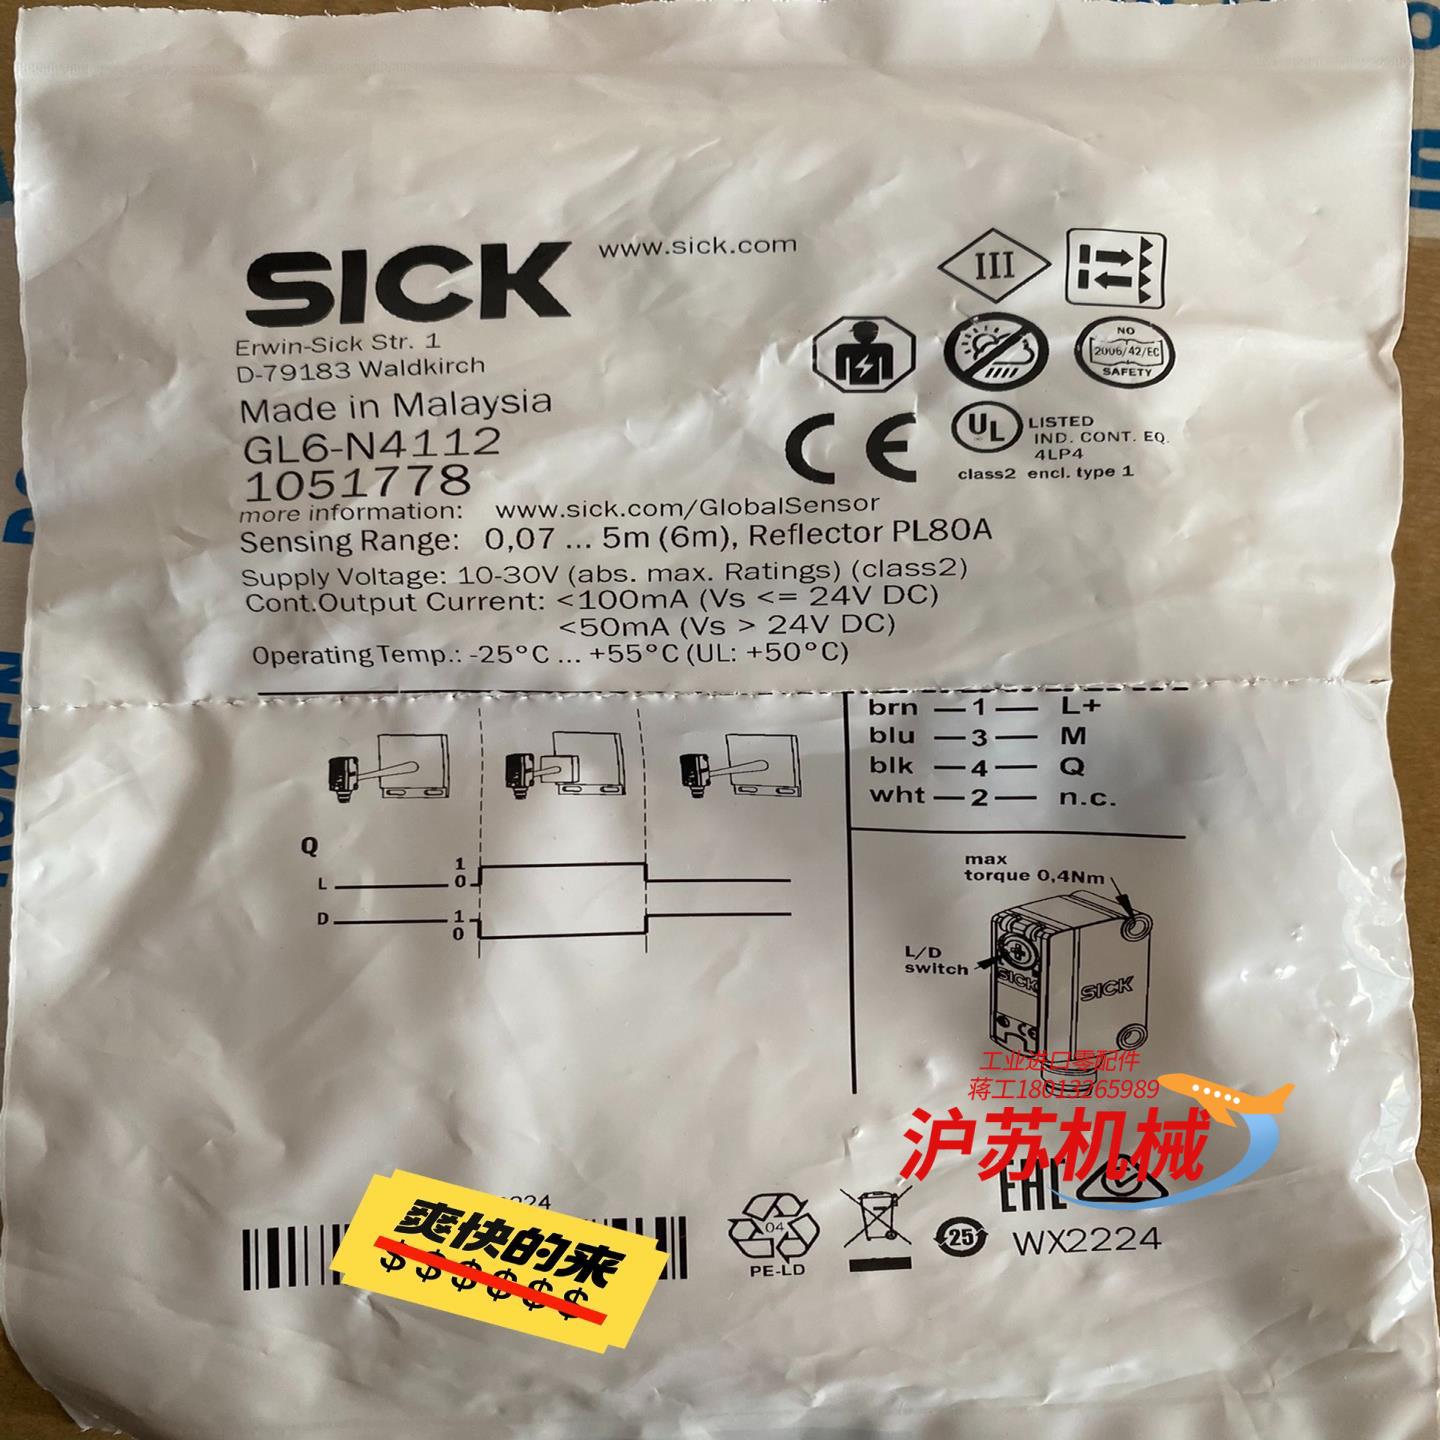 SICK www.sick.com
Erwin-Sick Str. 1
D-79183 Waldkirch
Made in Malaysia
GL6-N4112
1051778
III
NO
2006/42/EC
SAFETY
CE
UL LISTED
IND. CONT. EQ.
4LP4
class2 encl. type 1
more information: www.sick.com/GlobalSensor
Sensing Range: 0,07 ... 5m (6m), Reflector PL80A
Supply Voltage: 10-30V (abs. max. Ratings) (class2)
Cont.Output Current: <100mA (Vs <= 24V DC)
<50mA (Vs > 24V DC)
Operating Temp.: -25°C ... +55°C (UL: +50°C)
brn 1 L+
blu 3 M
blk 4 Q
wht 2 n.c.
Q
L 1
0
D 1
0
max
torque 0,4Nm
L/D
switch
SICK
SICK
工业进口零配件
蒋工18013265989
沪苏机械
爽快的来
$$$$$$
04
PE-LD
25
EAC
WX2224